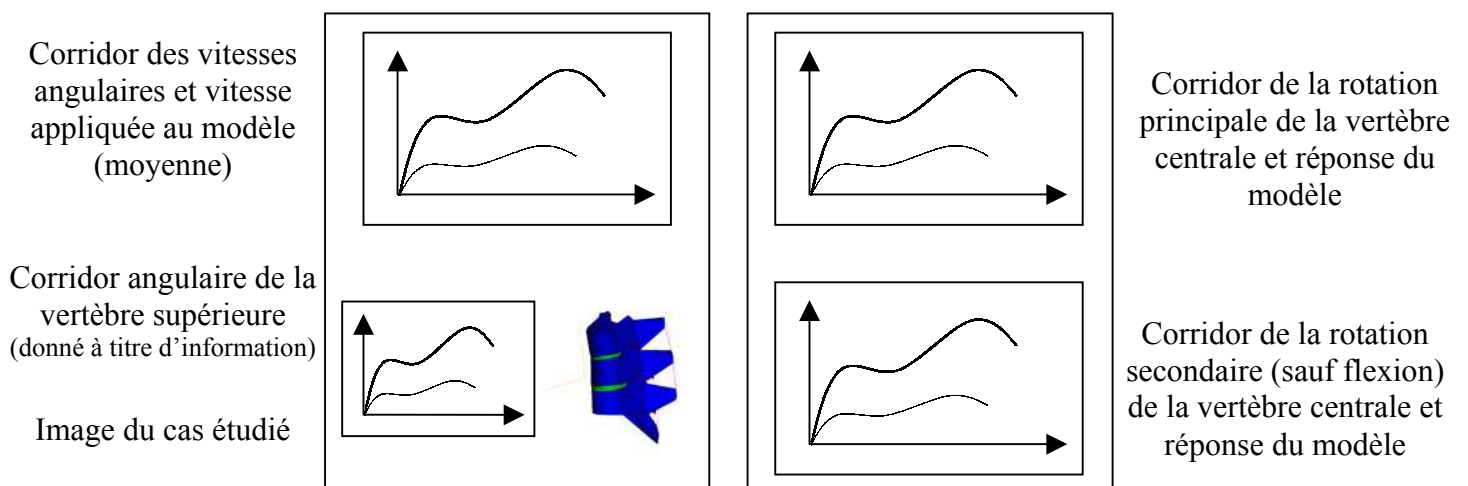 Corridor des vitesses
angulaires et vitesse
appliquée au modèle
(moyenne)
Corridor angulaire de la
vertèbre supérieure
(donné à titre d'information)
Image du cas étudié
Corridor de la rotation
principale de la vertèbre
centrale et réponse du
modèle
Corridor de la rotation
secondaire (sauf flexion)
de la vertèbre centrale et
réponse du modèle